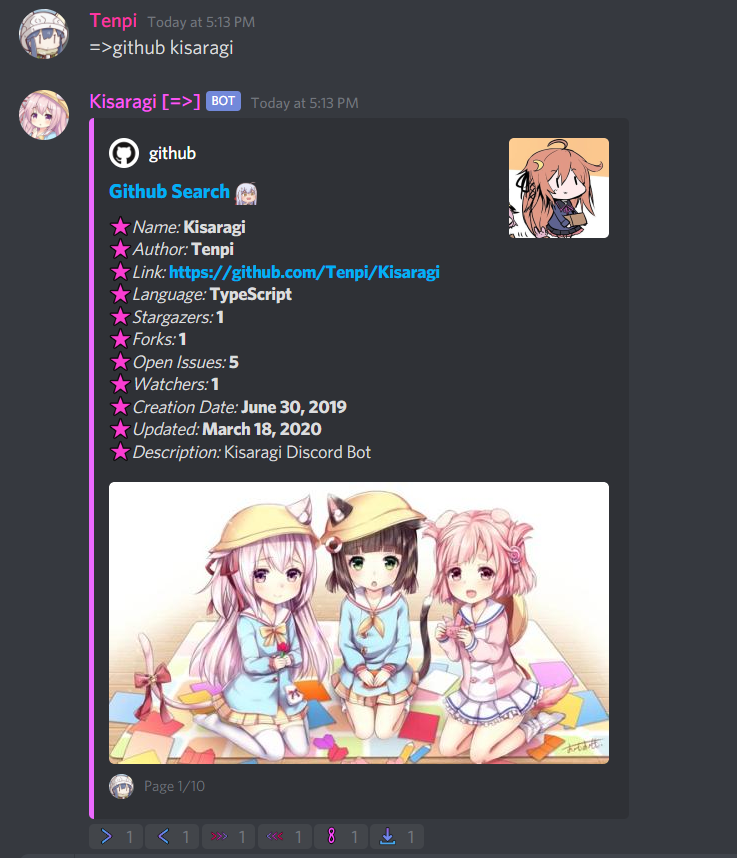 Tenpi Today at 5:13 PM
=>github kisaragi
Kisaragi [=>] BOT Today at 5:13 PM
github
Github Search
Name: Kisaragi
Author: Tenpi
Link: https://github.com/Tenpi/Kisaragi
Language: TypeScript
Stargazers: 1
Forks: 1
Open Issues: 5
Watchers: 1
Creation Date: June 30, 2019
Updated: March 18, 2020
Description: Kisaragi Discord Bot
Page 1/10
1 1 1 1 1 1